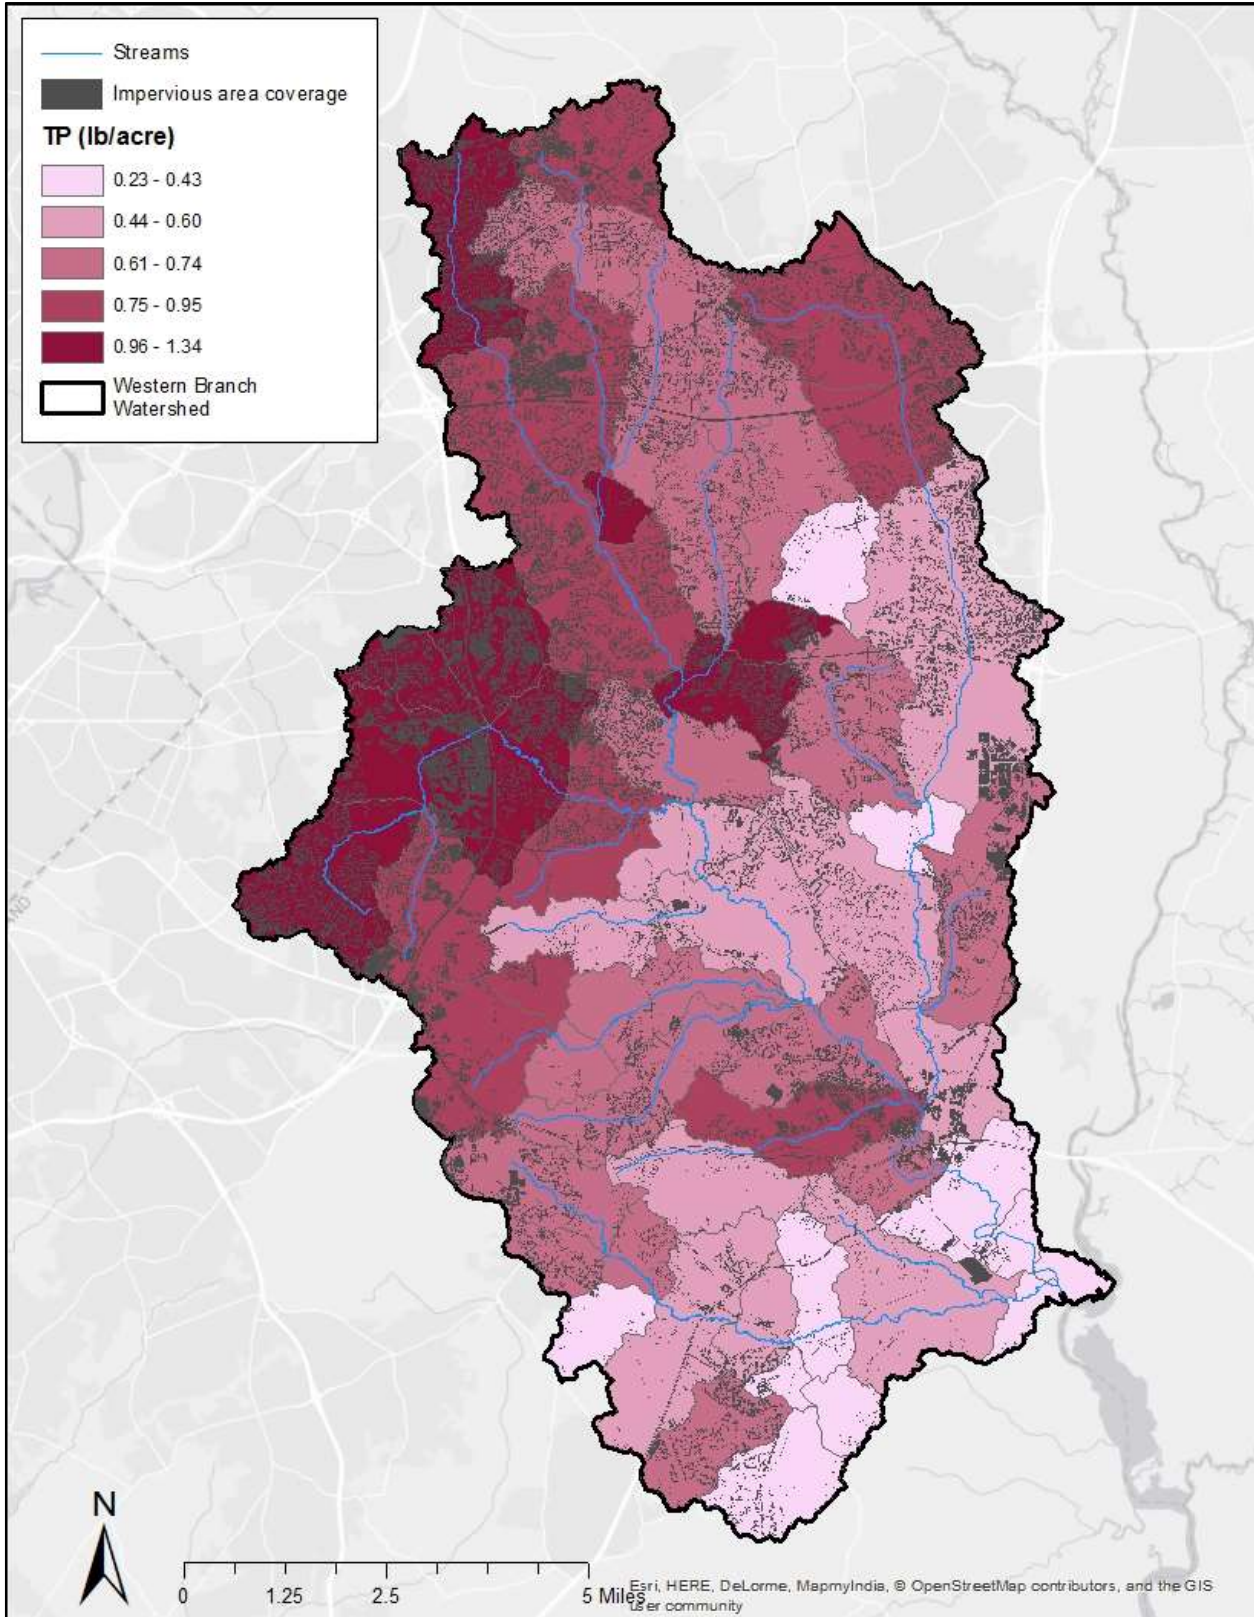 Streams
Impervious area coverage
TP (lb/acre)
0.23 - 0.43
0.44 - 0.60
0.61 - 0.74
0.75 - 0.95
0.96 - 1.34
Western Branch
Watershed
N
0 1.25 2.5 5 Miles
Esri, HERE, DeLorme, MapmyIndia, © OpenStreetMap contributors, and the GIS
user community